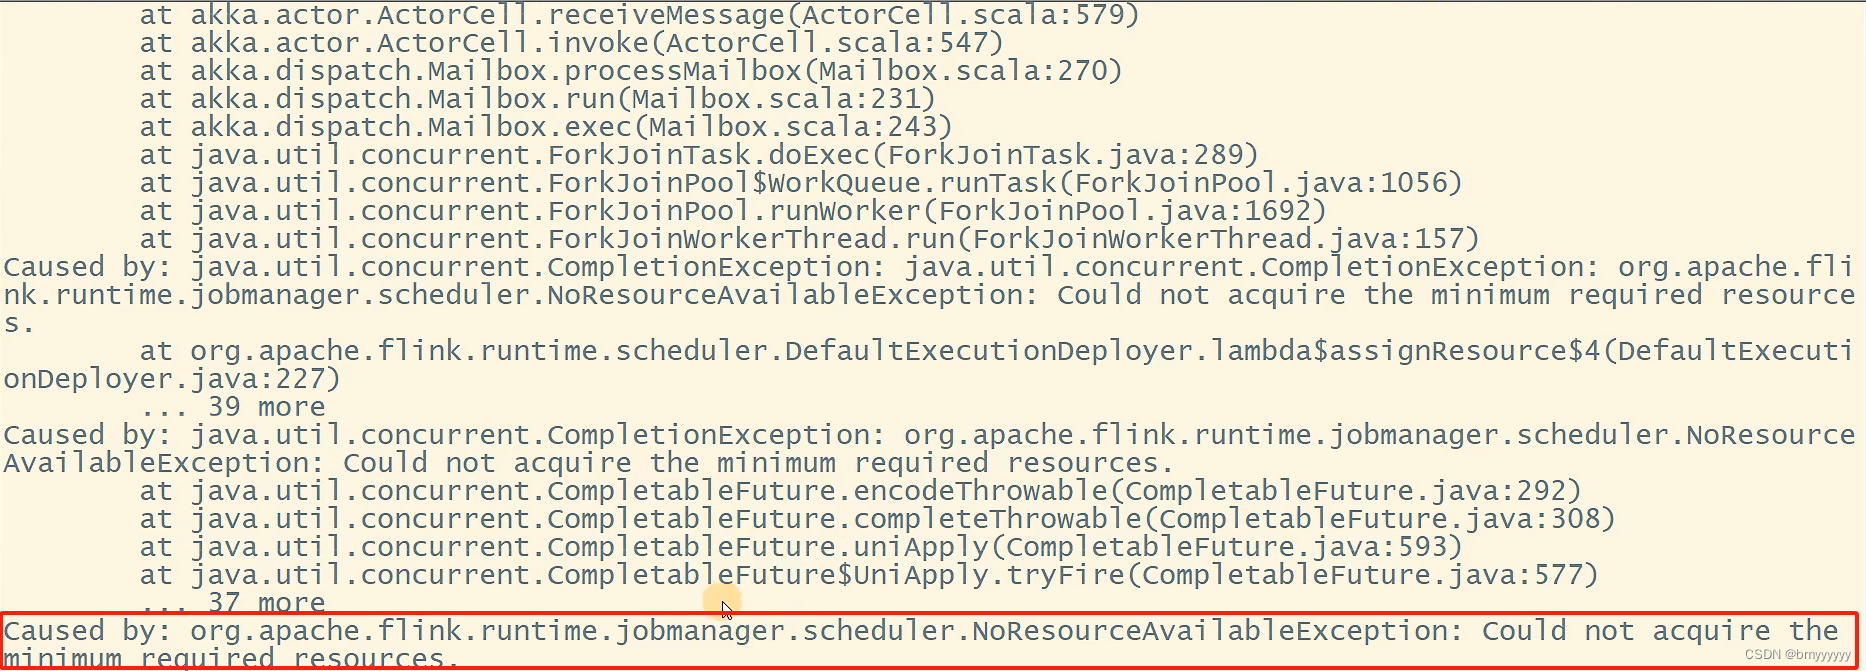 at akka.actor.ActorCell.receiveMessage(ActorCell.scala:579)
at akka.actor.ActorCell.invoke(ActorCell.scala:547)
at akka.dispatch.Mailbox.processMailbox(Mailbox.scala:270)
at akka.dispatch.Mailbox.run(Mailbox.scala:231)
at akka.dispatch.Mailbox.exec(Mailbox.scala:243)
at java.util.concurrent.ForkJoinTask.doExec(ForkJoinTask.java:289)
at java.util.concurrent.ForkJoinPool$WorkQueue.runTask(ForkJoinPool.java:1056)
at java.util.concurrent.ForkJoinPool.runWorker(ForkJoinPool.java:1692)
at java.util.concurrent.ForkJoinWorkerThread.run(ForkJoinWorkerThread.java:157)
Caused by: java.util.concurrent.CompletionException: java.util.concurrent.CompletionException: org.apache.fli
nk.runtime.jobmanager.scheduler.NoResourceAvailableException: Could not acquire the minimum required resource
s.
at org.apache.flink.runtime.scheduler.DefaultExecutionDeployer.lambda$assignResource$4(DefaultExecuti
onDeployer.java:227)
... 39 more
Caused by: java.util.concurrent.CompletionException: org.apache.flink.runtime.jobmanager.scheduler.NoResource
AvailableException: Could not acquire the minimum required resources.
at java.util.concurrent.CompletableFuture.encodeThrowable(CompletableFuture.java:292)
at java.util.concurrent.CompletableFuture.completeThrowable(CompletableFuture.java:308)
at java.util.concurrent.CompletableFuture.uniApply(CompletableFuture.java:593)
at java.util.concurrent.CompletableFuture$UniApply.tryFire(CompletableFuture.java:577)
... 37 more
Caused by: org.apache.flink.runtime.jobmanager.scheduler.NoResourceAvailableException: Could not acquire the
minimum required resources.
CSDN @bmyyyyyy